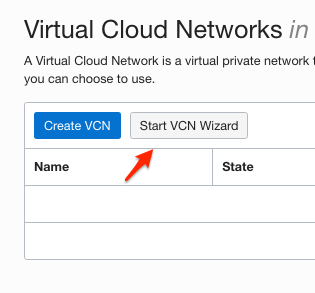 Virtual Cloud Networks in
A Virtual Cloud Network is a virtual private network
you can choose to use.
Create VCN
Start VCN Wizard
Name
State